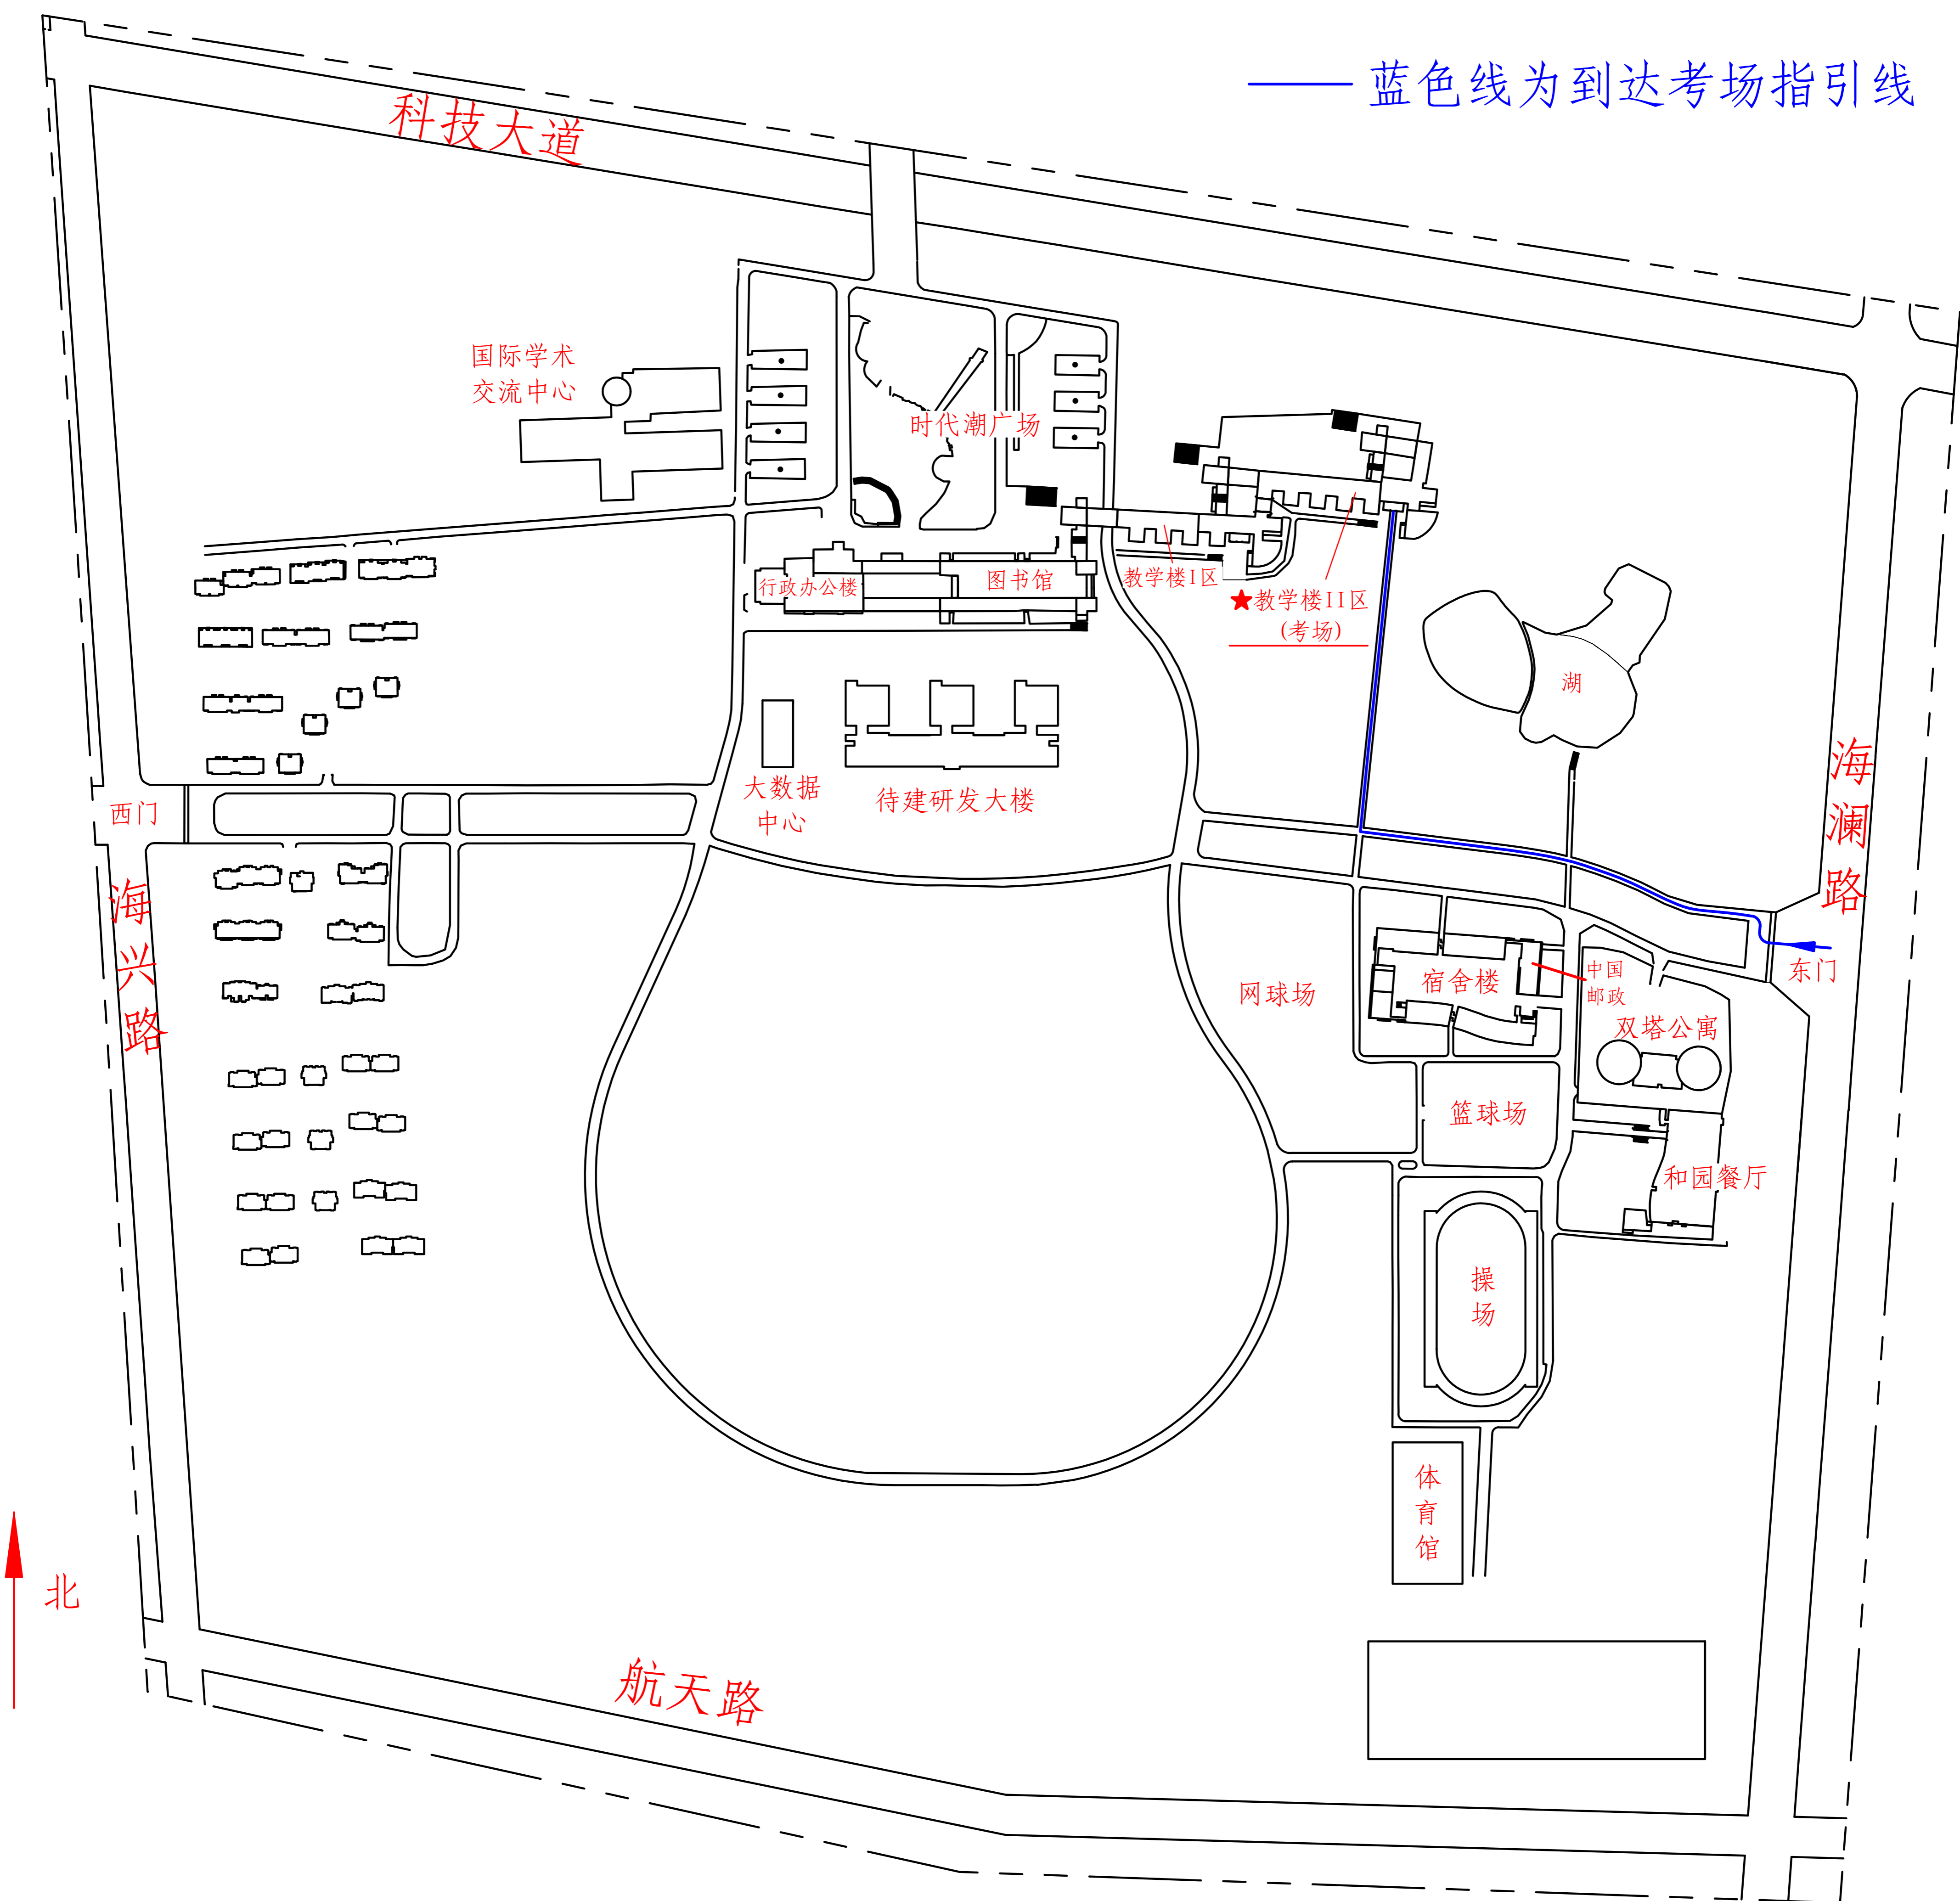 蓝色线为到达考场指引线
科技大道
国际学术
交流中心
时代潮广场
行政办公楼
图书馆
教学楼I区
★教学楼II区
(考场)
湖
大数据
中心
待建研发大楼
西门
海澜路
海兴路
东门
网球场
宿舍楼
中国
邮政
双塔公寓
篮球场
和园餐厅
操场
体育馆
北
航天路